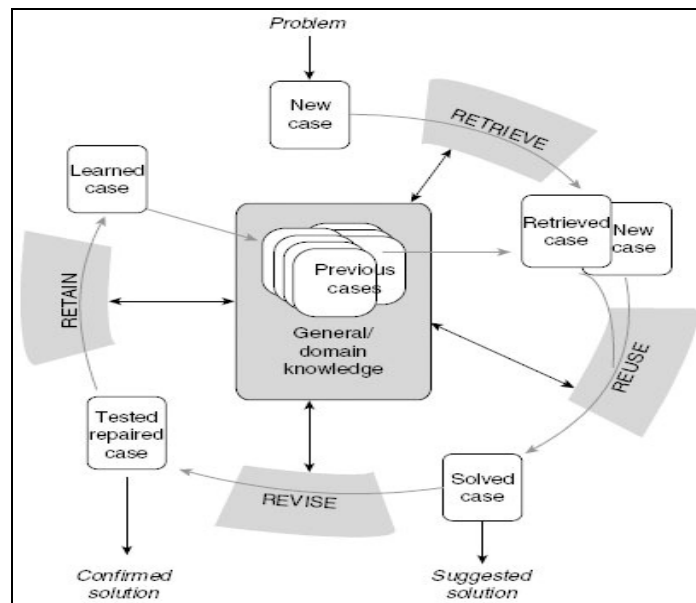 Problem
New
case
RETRIEVE
Learned
case
Retrieved
case
New
case
Previous
cases
General/
domain
knowledge
RETAIN
REUSE
Tested
repaired
case
REVISE
Solved
case
Confirmed
solution
Suggested
solution